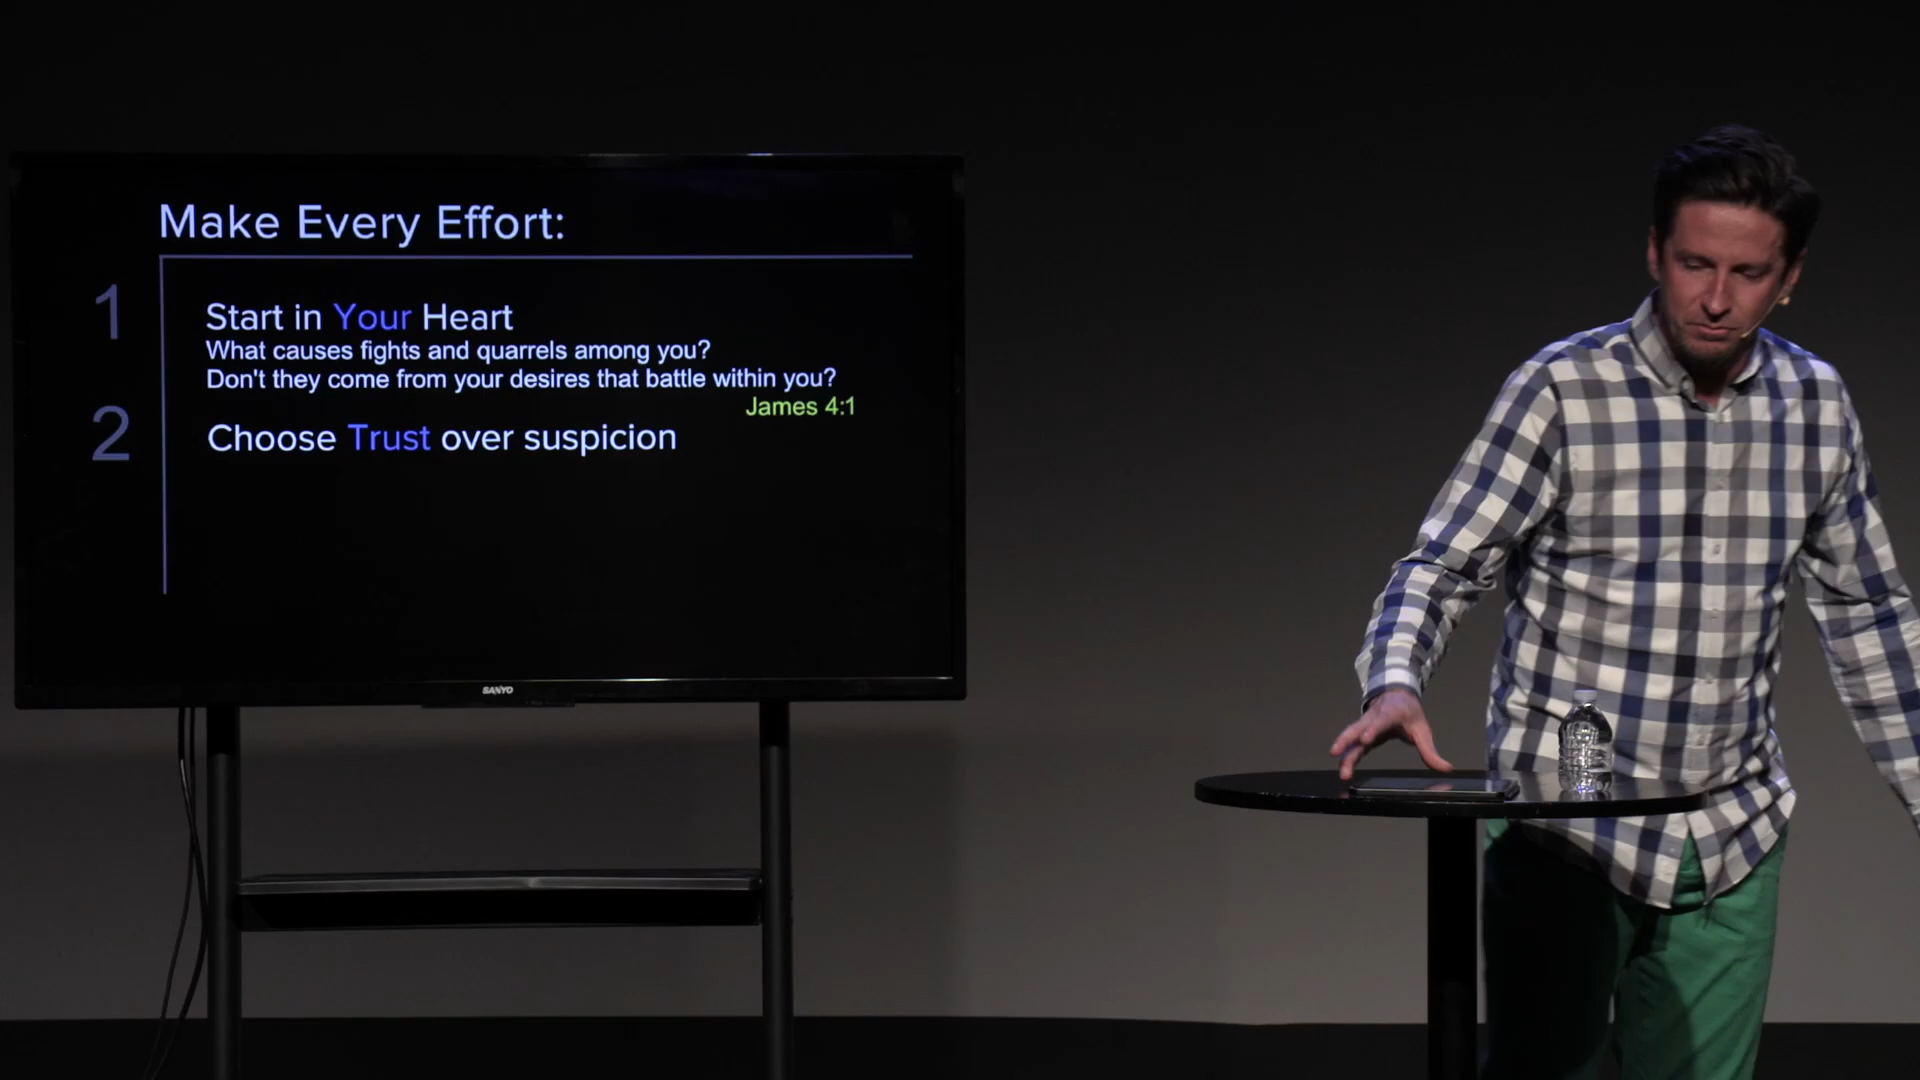 Make Every Effort:
1
Start in Your Heart
What causes fights and quarrels among you?
Don't they come from your desires that battle within you?
James 4:1
2
Choose Trust over suspicion
SANYO